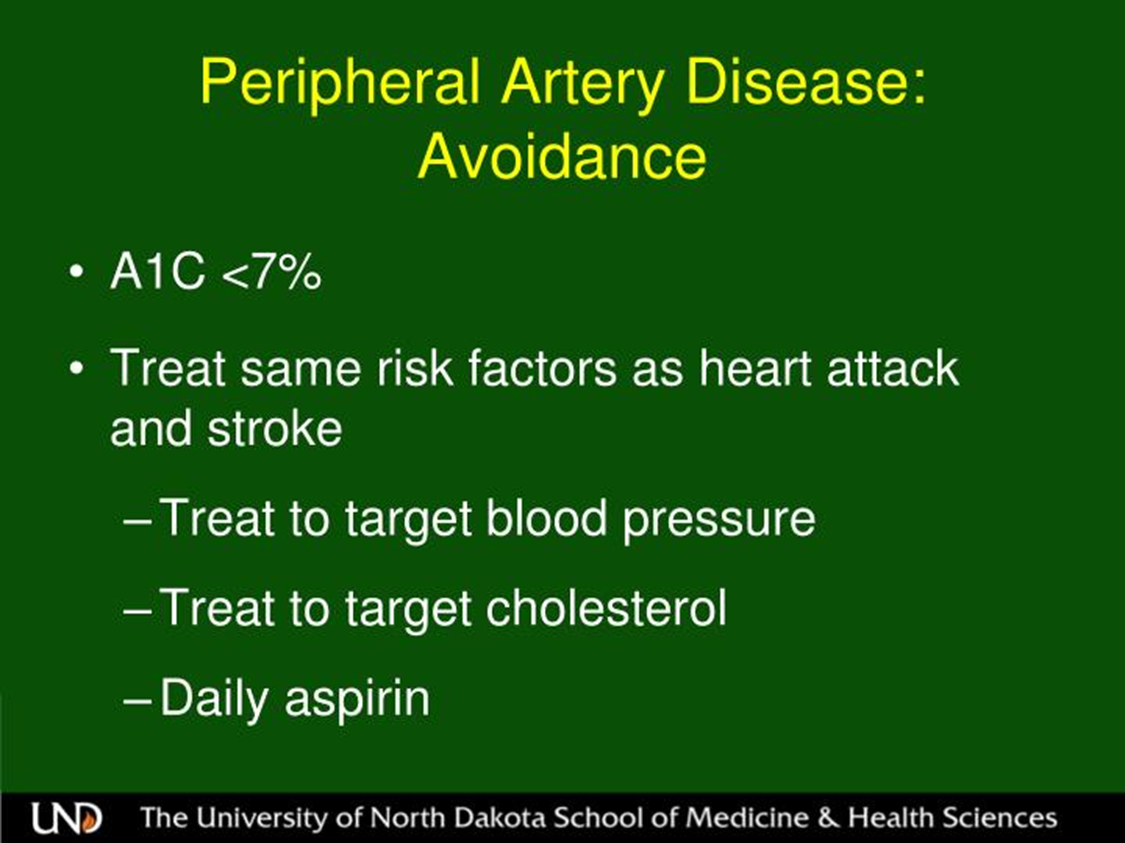 Peripheral Artery Disease:
Avoidance
• A1C <7%
• Treat same risk factors as heart attack
and stroke
–Treat to target blood pressure
–Treat to target cholesterol
–Daily aspirin
UND The University of North Dakota School of Medicine & Health Sciences